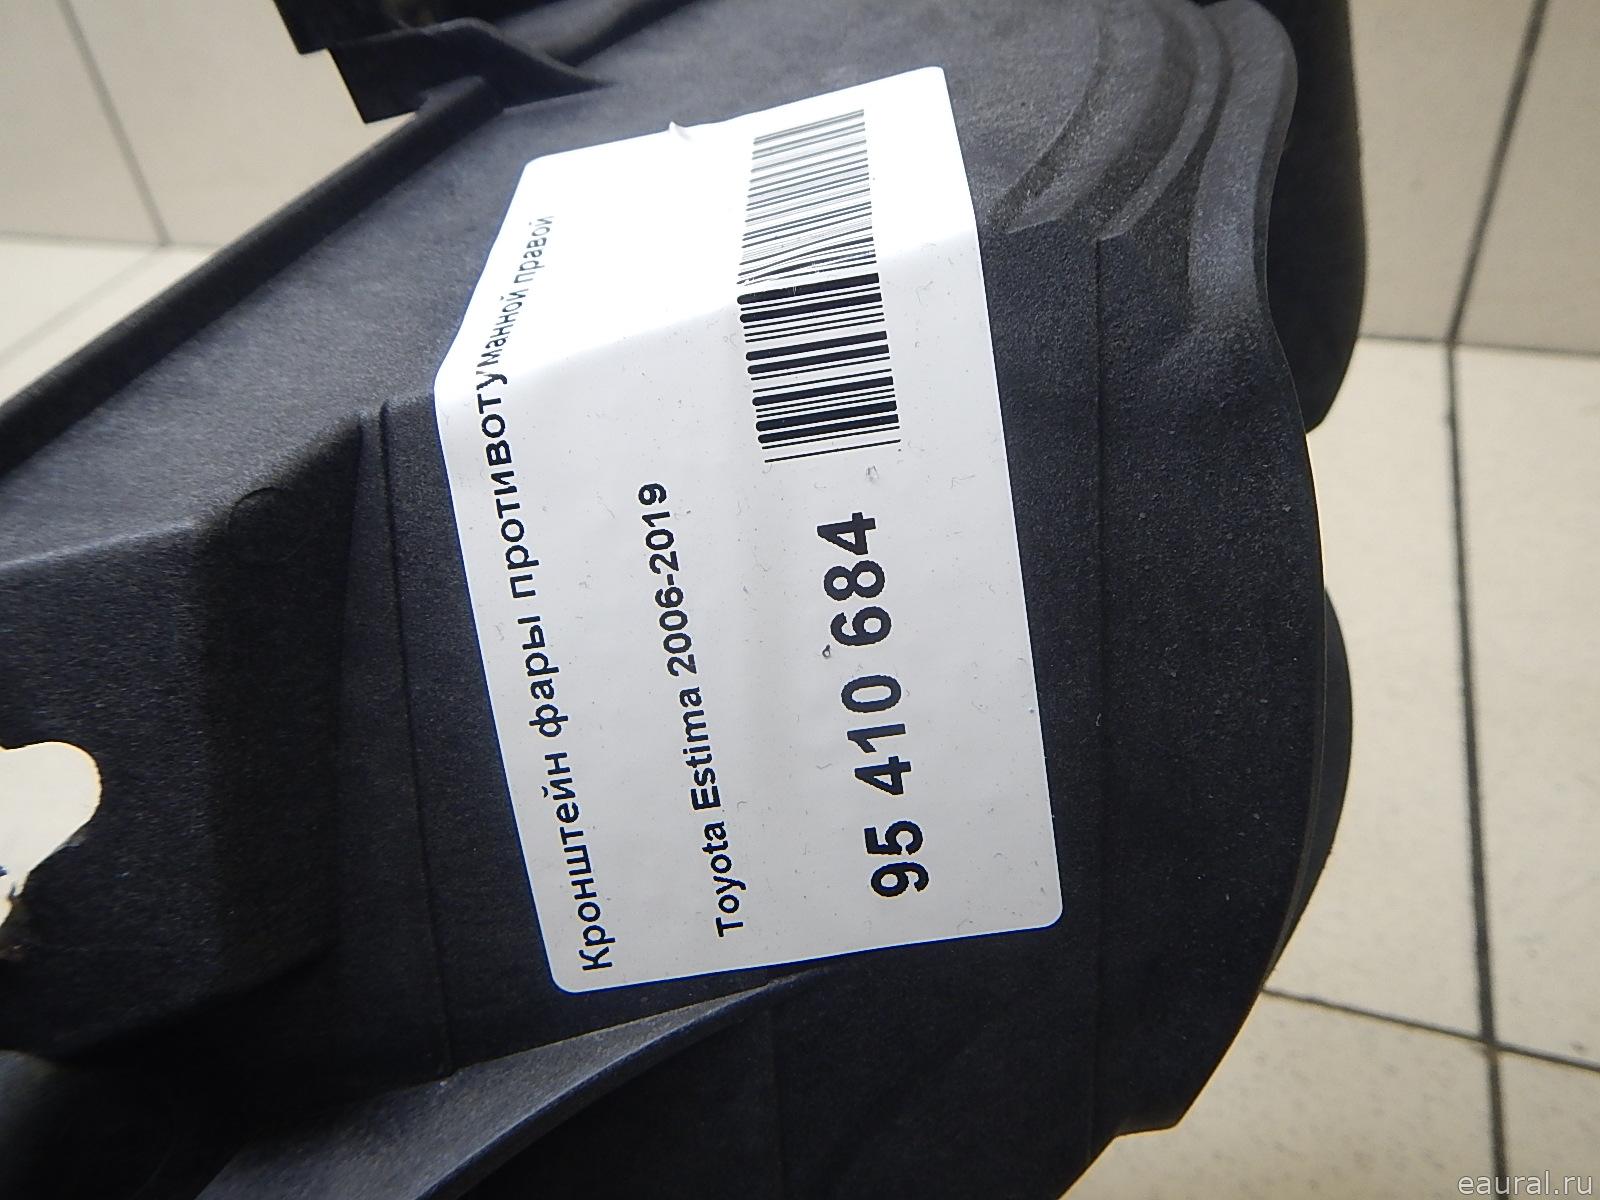 Кронштейн фары противотуманной правой
Toyota Estima 2006-2019
95 410 684
eaural.ru